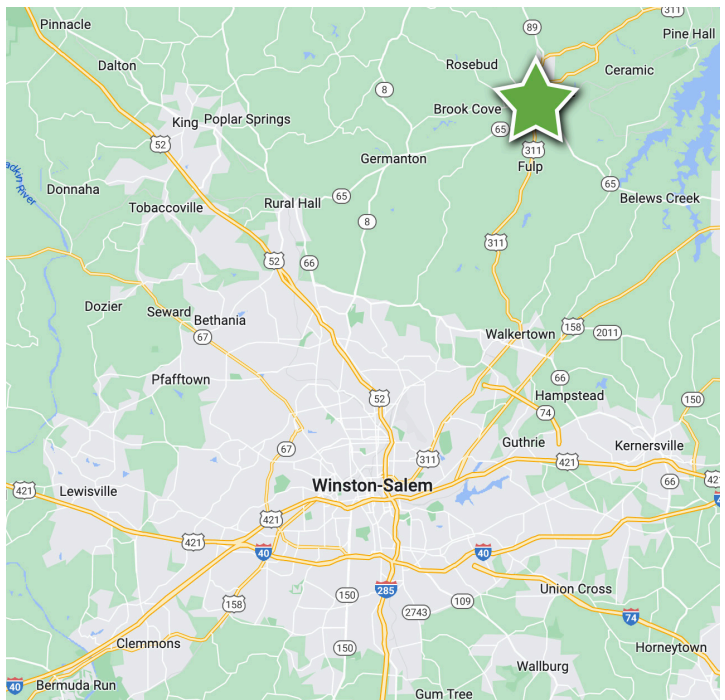 Pinnacle
89
311
Pine Hall
Dalton
Rosebud
Ceramic
8
Brook Cove
King
Poplar Springs
65
52
311
Germanton
Fulp
Donnaha
65
65
Rural Hall
Belews Creek
Tobaccoville
8
311
52
66
Dozier
Seward
Bethania
Walkertown
158
2011
67
Pfafftown
66
52
Hampstead
150
74
Guthrie
Kernersville
67
311
421
Winston-Salem
66
421
421
Lewisville
421
421
40
40
285
150
Union Cross
158
2743
109
74
Clemmons
150
Horneytown
Wallburg
40
Bermuda Run
Gum Tree